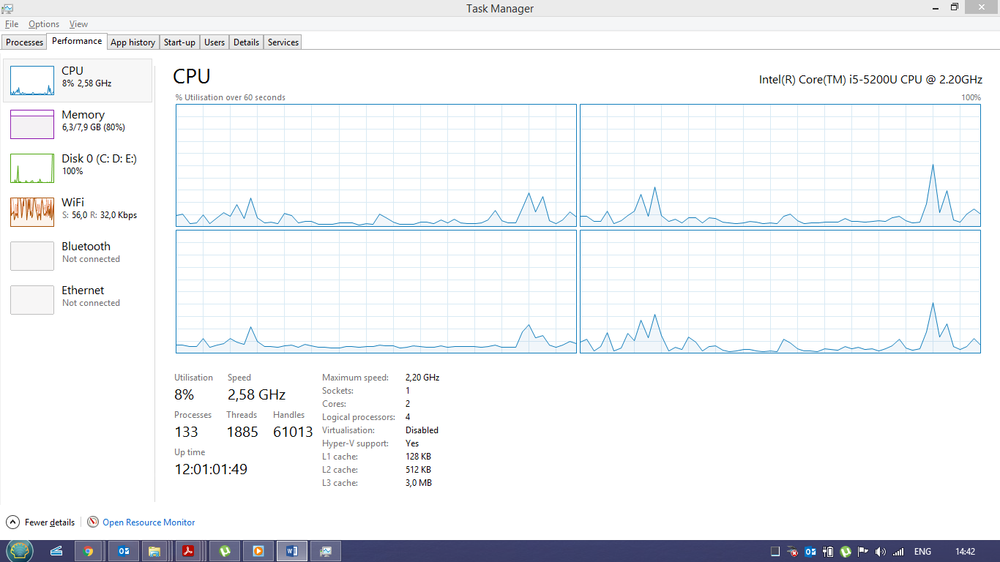 Task Manager
File Options View
Processes Performance App history Start-up Users Details Services
CPU
8% 2,58 GHz
Memory
6,3/7,9 GB (80%)
Disk 0 (C: D: E:)
100%
WiFi
S: 56,0 R: 32,0 Kbps
Bluetooth
Not connected
Ethernet
Not connected
CPU
Intel(R) Core(TM) i5-5200U CPU @ 2.20GHz
% Utilisation over 60 seconds
100%
Utilisation Speed
8% 2,58 GHz
Processes Threads Handles
133 1885 61013
Up time
12:01:01:49
Maximum speed: 2,20 GHz
Sockets: 1
Cores: 2
Logical processors: 4
Virtualisation: Disabled
Hyper-V support: Yes
L1 cache: 128 KB
L2 cache: 512 KB
L3 cache: 3,0 MB
Fewer details
Open Resource Monitor
ENG
14:42